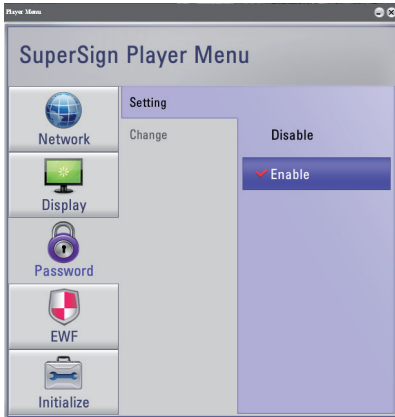 Player Menu
SuperSign Player Menu
Network
Display
Password
EWF
Initialize
Setting
Change
Disable
Enable